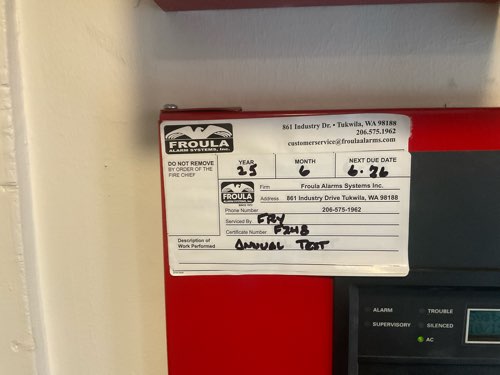 FROULA
ALARM SYSTEMS, Inc.
861 Industry Dr. • Tukwila, WA 98188
206.575.1962
customerservice@froulaalarms.com
DO NOT REMOVE
BY ORDER OF THE
FIRE CHIEF
YEAR
25
MONTH
6
NEXT DUE DATE
6.26
FROULA
Firm Froula Alarms Systems Inc.
Address 861 Industry Drive Tukwila, WA 98188
Phone Number 206-575-1962
Serviced By FRY
Certificate Number F248
Description of
Work Performed
ANNUAL TEST
ALARM
TROUBLE
SUPERVISORY
SILENCED
AC